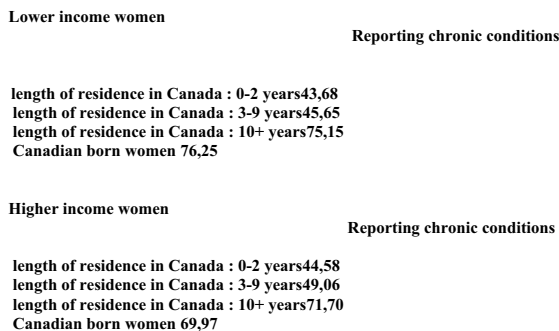 Lower income women
Reporting chronic conditions
length of residence in Canada : 0-2 years43,68
length of residence in Canada : 3-9 years45,65
length of residence in Canada : 10+ years75,15
Canadian born women 76,25
Higher income women
Reporting chronic conditions
length of residence in Canada : 0-2 years44,58
length of residence in Canada : 3-9 years49,06
length of residence in Canada : 10+ years71,70
Canadian born women 69,97